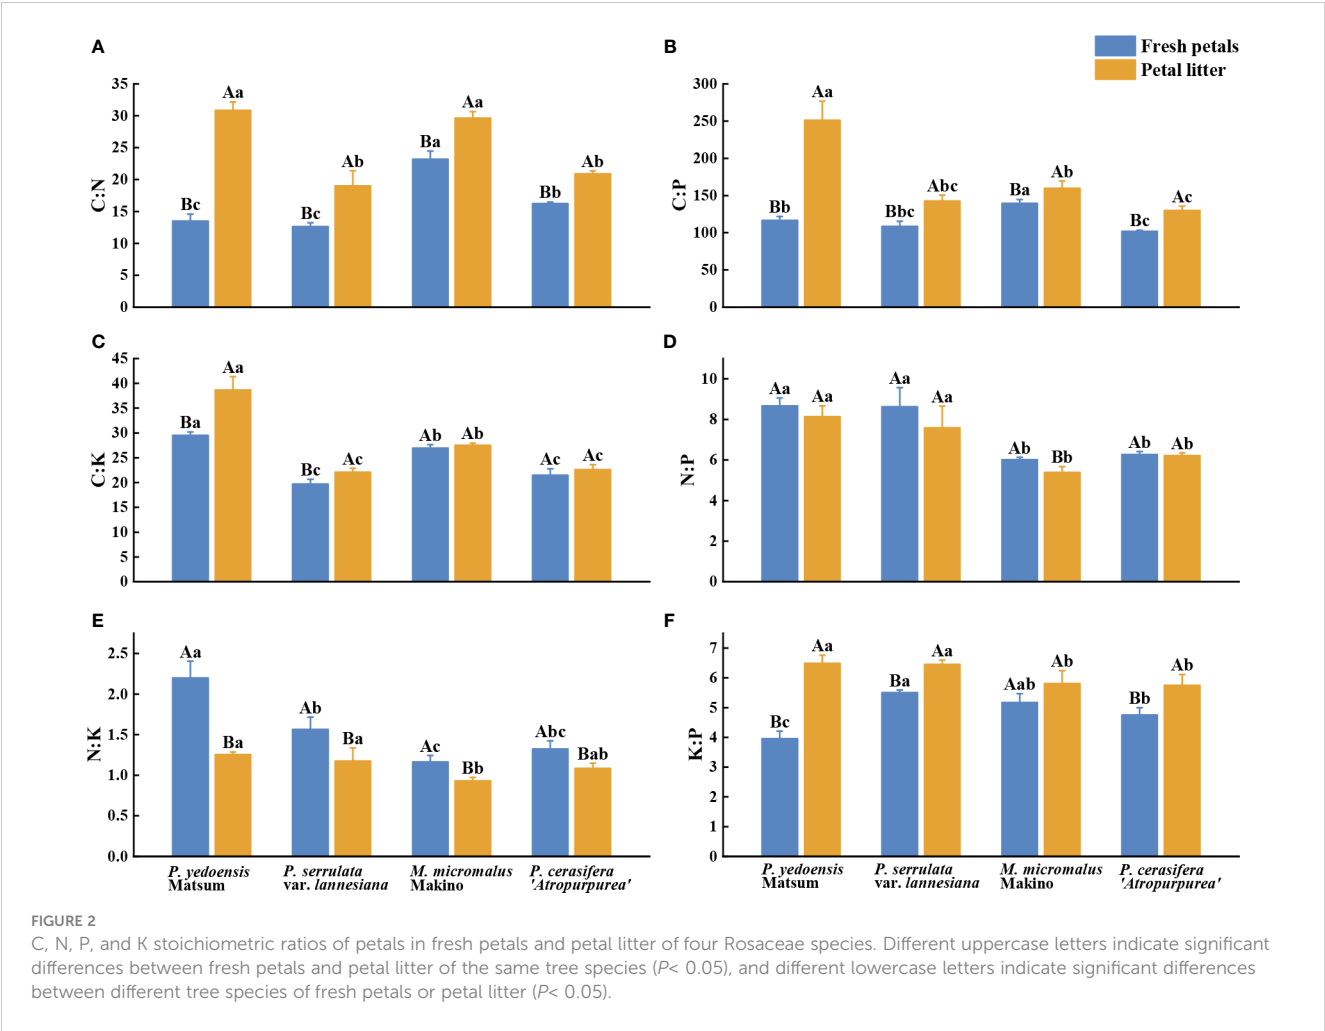 A
B
Fresh petals
Petal litter
35
30
25
20
15
10
5
0
C:N
Bc
Aa
Bc
Ab
Ba
Aa
Bb
Ab
300
250
200
150
100
50
0
C:P
Bb
Aa
Bbc
Abc
Ba
Ab
Bc
Ac
C
45
40
35
30
25
20
15
10
5
0
C:K
Ba
Aa
Bc
Ac
Ab
Ab
Ac
Ac
D
10
8
6
4
2
0
N:P
Aa
Aa
Aa
Aa
Ab
Bb
Ab
Ab
E
2.5
2.0
1.5
1.0
0.5
0.0
N:K
Aa
Ba
Ab
Ba
Ac
Bb
Abc
Bab
P. yedoensis
Matsum
P. serrulata
var. lannesiana
M. micromalus
Makino
P. cerasifera
'Atropurpurea'
F
7
6
5
4
3
2
1
0
K:P
Bc
Aa
Ba
Aa
Aab
Ab
Bb
Ab
P. yedoensis
Matsum
P. serrulata
var. lannesiana
M. micromalus
Makino
P. cerasifera
'Atropurpurea'
FIGURE 2
C, N, P, and K stoichiometric ratios of petals in fresh petals and petal litter of four Rosaceae species. Different uppercase letters indicate significant
differences between fresh petals and petal litter of the same tree species (P< 0.05), and different lowercase letters indicate significant differences
between different tree species of fresh petals or petal litter (P< 0.05).